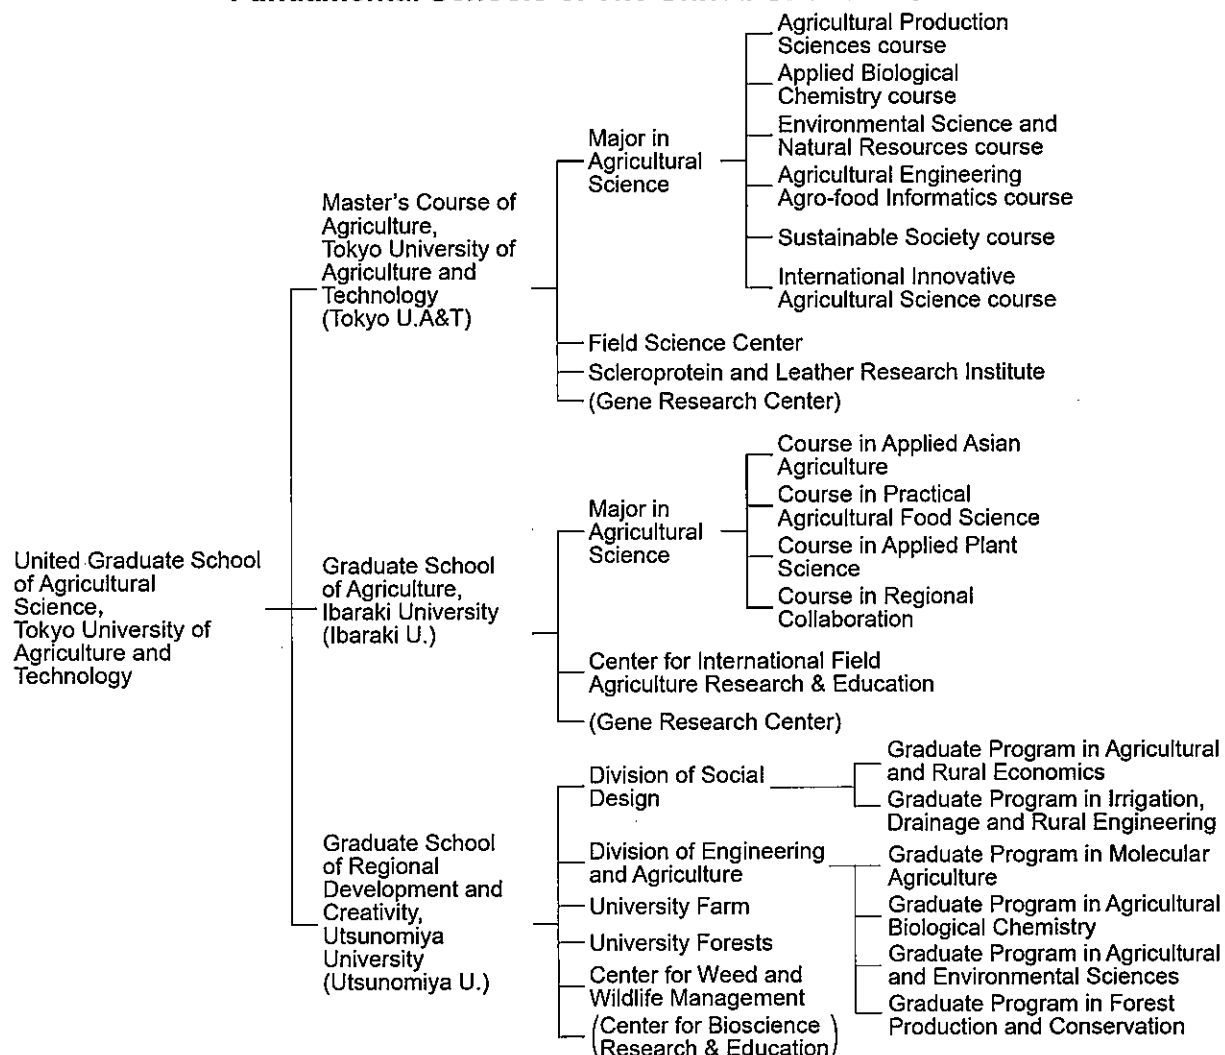 Agricultural Production
Sciences course
Applied Biological
Chemistry course
Environmental Science and
Natural Resources course
Agricultural Engineering
Agro-food Informatics course
Sustainable Society course
International Innovative
Agricultural Science course
Major in
Agricultural
Science
Master's Course of
Agriculture,
Tokyo University of
Agriculture and
Technology
(Tokyo U.A&T)
Field Science Center
Scleroprotein and Leather Research Institute
(Gene Research Center)
Course in Applied Asian
Agriculture
Course in Practical
Agricultural Food Science
Course in Applied Plant
Science
Course in Regional
Collaboration
Major in
Agricultural
Science
United Graduate School
of Agricultural
Science,
Tokyo University of
Agriculture and
Technology
Graduate School
of Agriculture,
Ibaraki University
(Ibaraki U.)
Center for International Field
Agriculture Research & Education
(Gene Research Center)
Division of Social
Design
Graduate Program in Agricultural
and Rural Economics
Graduate Program in Irrigation,
Drainage and Rural Engineering
Graduate School
of Regional
Development and
Creativity,
Utsunomiya
University
(Utsunomiya U.)
Division of Engineering
and Agriculture
University Farm
University Forests
Center for Weed and
Wildlife Management
(Center for Bioscience
Research & Education)
Graduate Program in Molecular
Agriculture
Graduate Program in Agricultural
Biological Chemistry
Graduate Program in Agricultural
and Environmental Sciences
Graduate Program in Forest
Production and Conservation